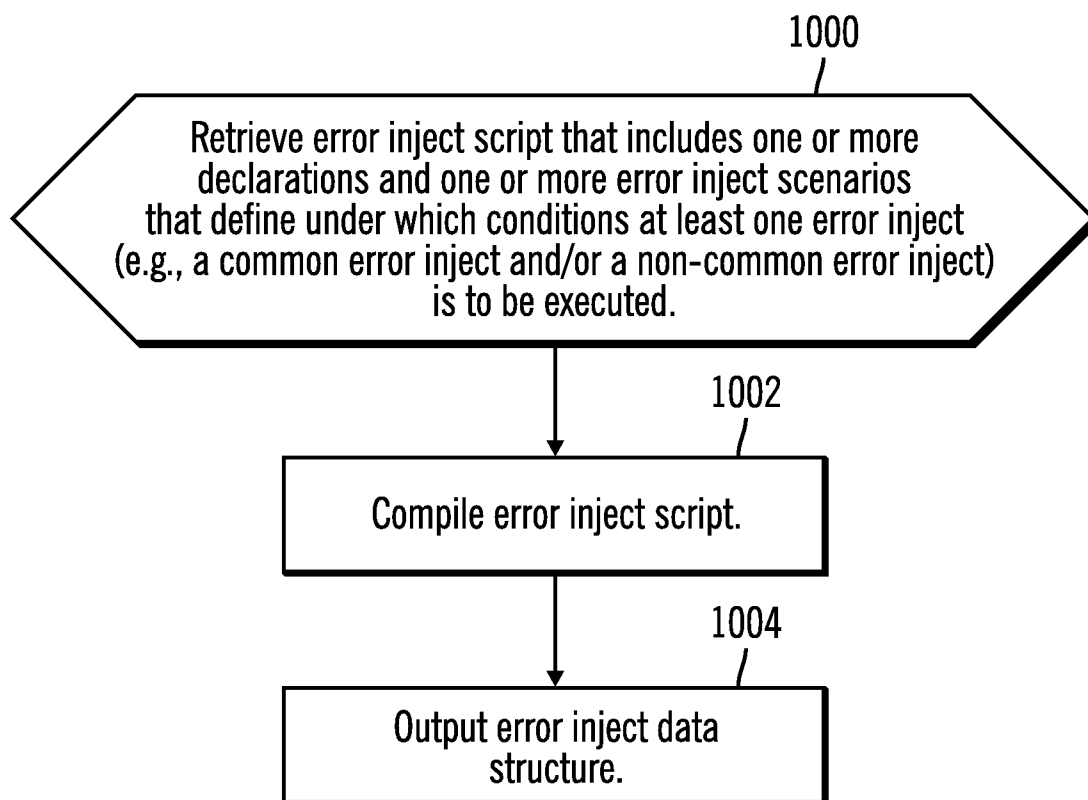 1000
Retrieve error inject script that includes one or more
declarations and one or more error inject scenarios
that define under which conditions at least one error inject
(e.g., a common error inject and/or a non-common error inject)
is to be executed.
1002
Compile error inject script.
1004
Output error inject data
structure.